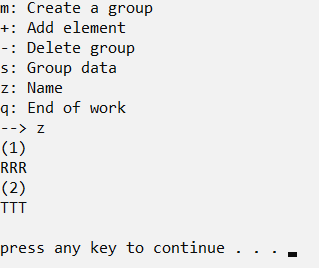 m: Create a group
+: Add element
-: Delete group
s: Group data
z: Name
q: End of work
--> z
(1)
RRR
(2)
TTT
press any key to continue . . .